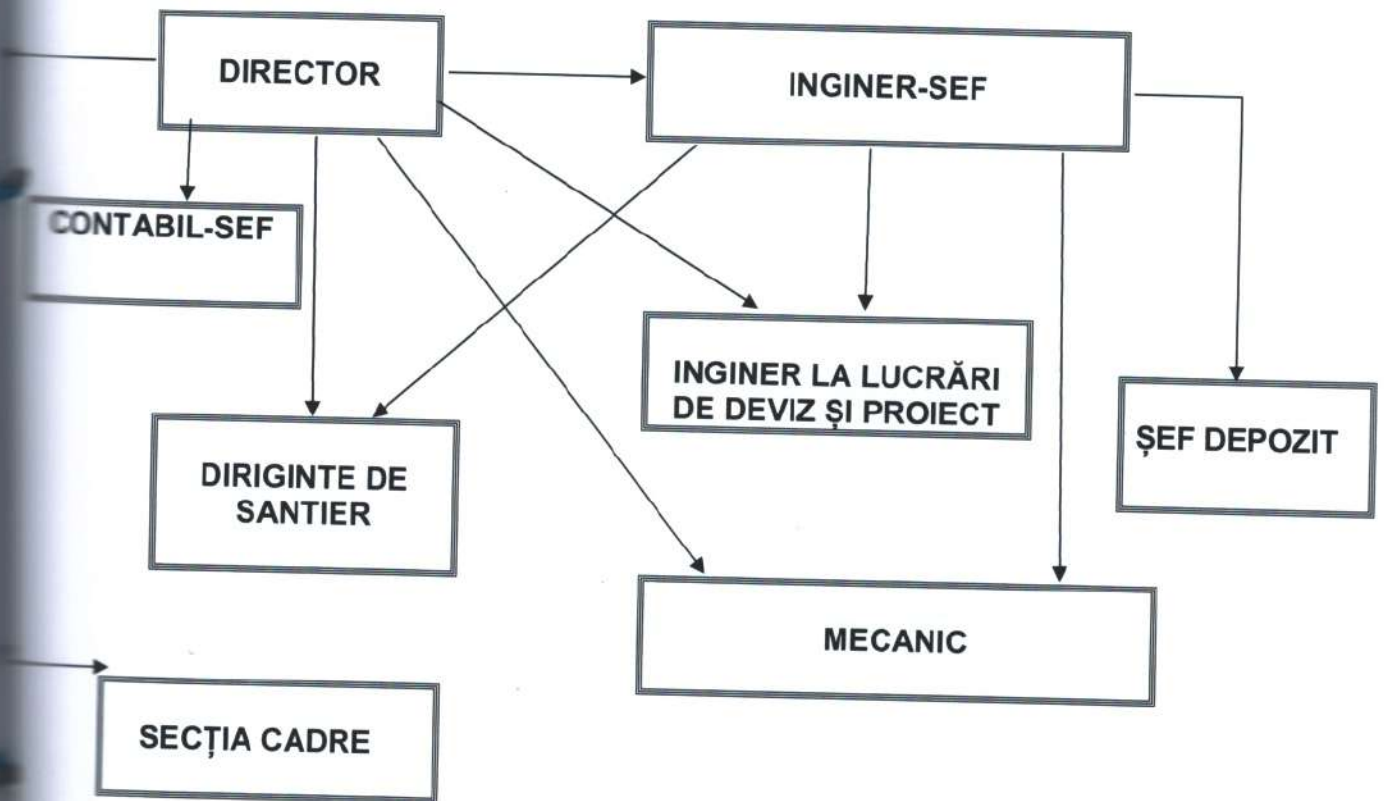 DIRECTOR
INGINER-SEF
CONTABIL-SEF
INGINER LA LUCRĂRI
DE DEVIZ ȘI PROIECT
ȘEF DEPOZIT
DIRIGINTE DE
SANTIER
MECANIC
SECȚIA CADRE